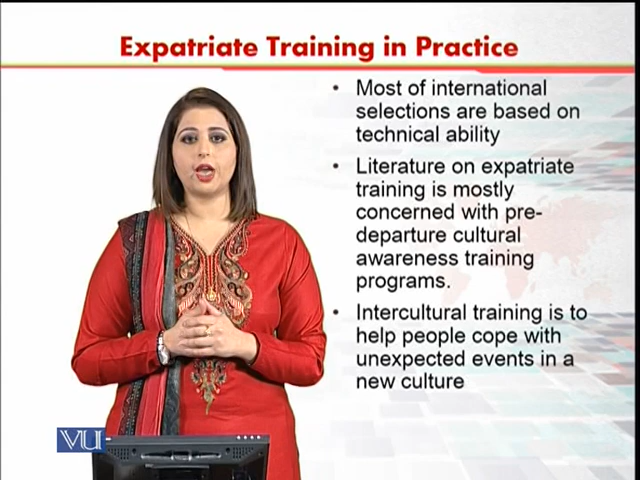 Expatriate Training in Practice
• Most of international
selections are based on
technical ability
• Literature on expatriate
training is mostly
concerned with pre-
departure cultural
awareness training
programs.
• Intercultural training is to
help people cope with
unexpected events in a
new culture
VU